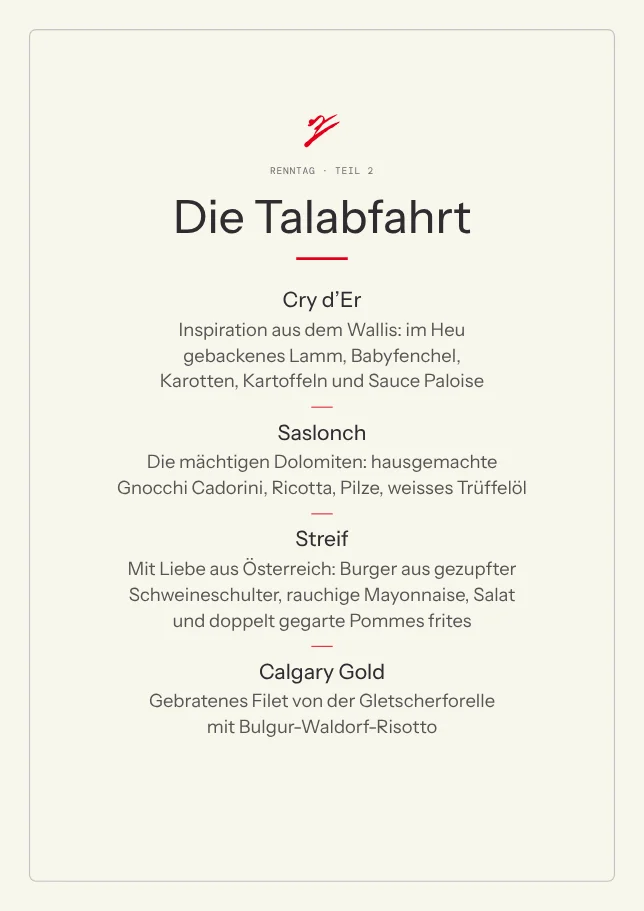 RENNTAG · TEIL 2
Die Talabfahrt
Cry d’Er
Inspiration aus dem Wallis: im Heu
gebackenes Lamm, Babyfenchel,
Karotten, Kartoffeln und Sauce Paloise
Saslonch
Die mächtigen Dolomiten: hausgemachte
Gnocchi Cadorini, Ricotta, Pilze, weisses Trüffelöl
Streif
Mit Liebe aus Österreich: Burger aus gezupfter
Schweineschulter, rauchige Mayonnaise, Salat
und doppelt gegarte Pommes frites
Calgary Gold
Gebratenes Filet von der Gletscherforelle
mit Bulgur-Waldorf-Risotto